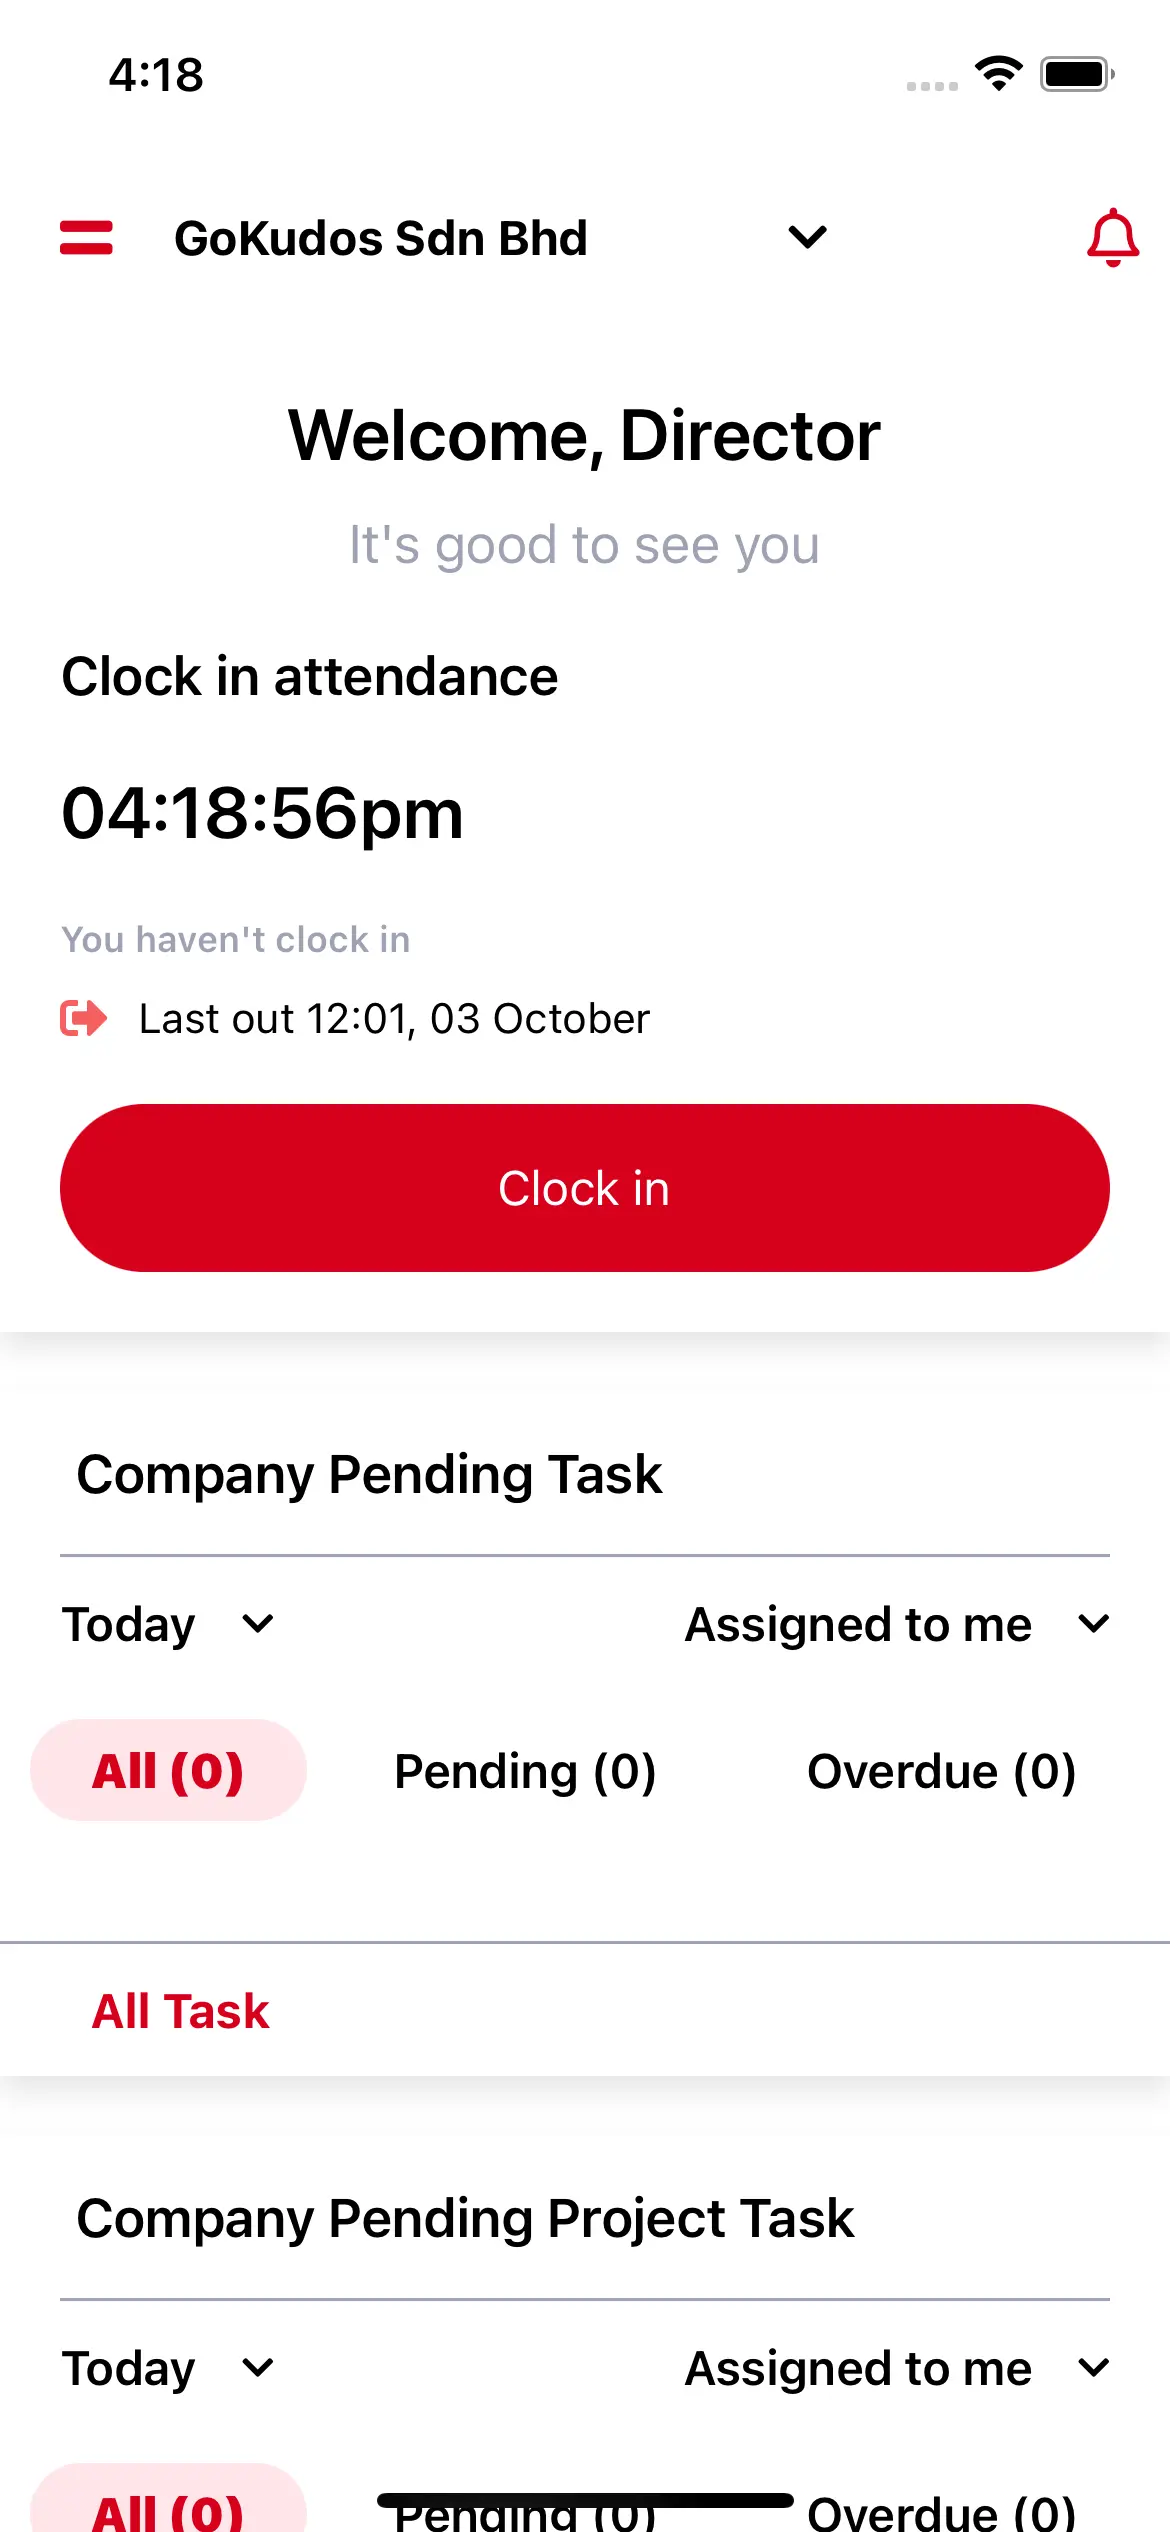 4:18
GoKudos Sdn Bhd
Welcome, Director
It's good to see you
Clock in attendance
04:18:56pm
You haven't clock in
Last out 12:01, 03 October
Clock in
Company Pending Task
Today
Assigned to me
All (0)
Pending (0)
Overdue (0)
All Task
Company Pending Project Task
Today
Assigned to me
All (0)
Pending (0)
Overdue (0)